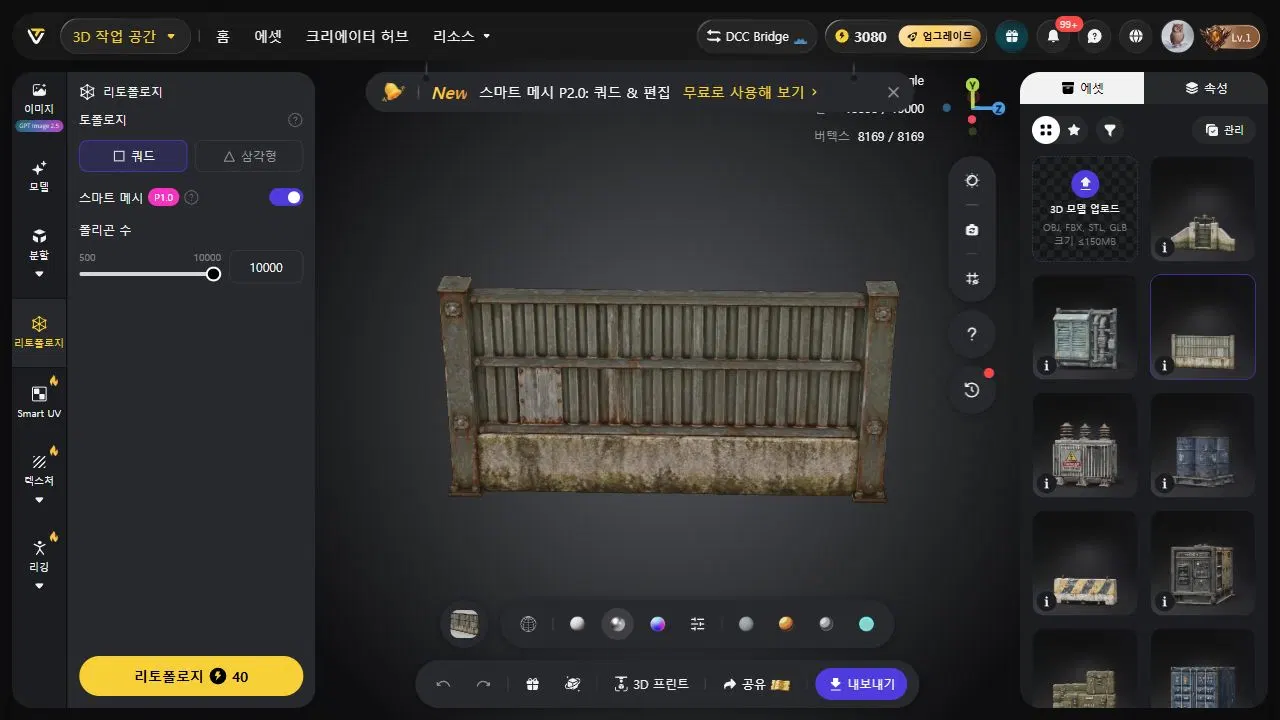 3D 작업 공간
홈
에셋
크리에이터 허브
리소스
DCC Bridge
3080
업그레이드
99+
Lv.1
이미지
GPT Image 2.5
모델
분할
리토폴로지
Smart UV
텍스처
리깅
리토폴로지
토폴로지
쿼드
삼각형
스마트 메시 P1.0
폴리곤 수
500
10000
10000
리토폴로지 40
New 스마트 메시 P2.0: 쿼드 & 편집 무료로 사용해 보기
버텍스 8169 / 8169
3D 프린트
공유
내보내기
Y
Z
에셋
속성
관리
3D 모델 업로드
OBJ, FBX, STL, GLB
크기 ≤150MB